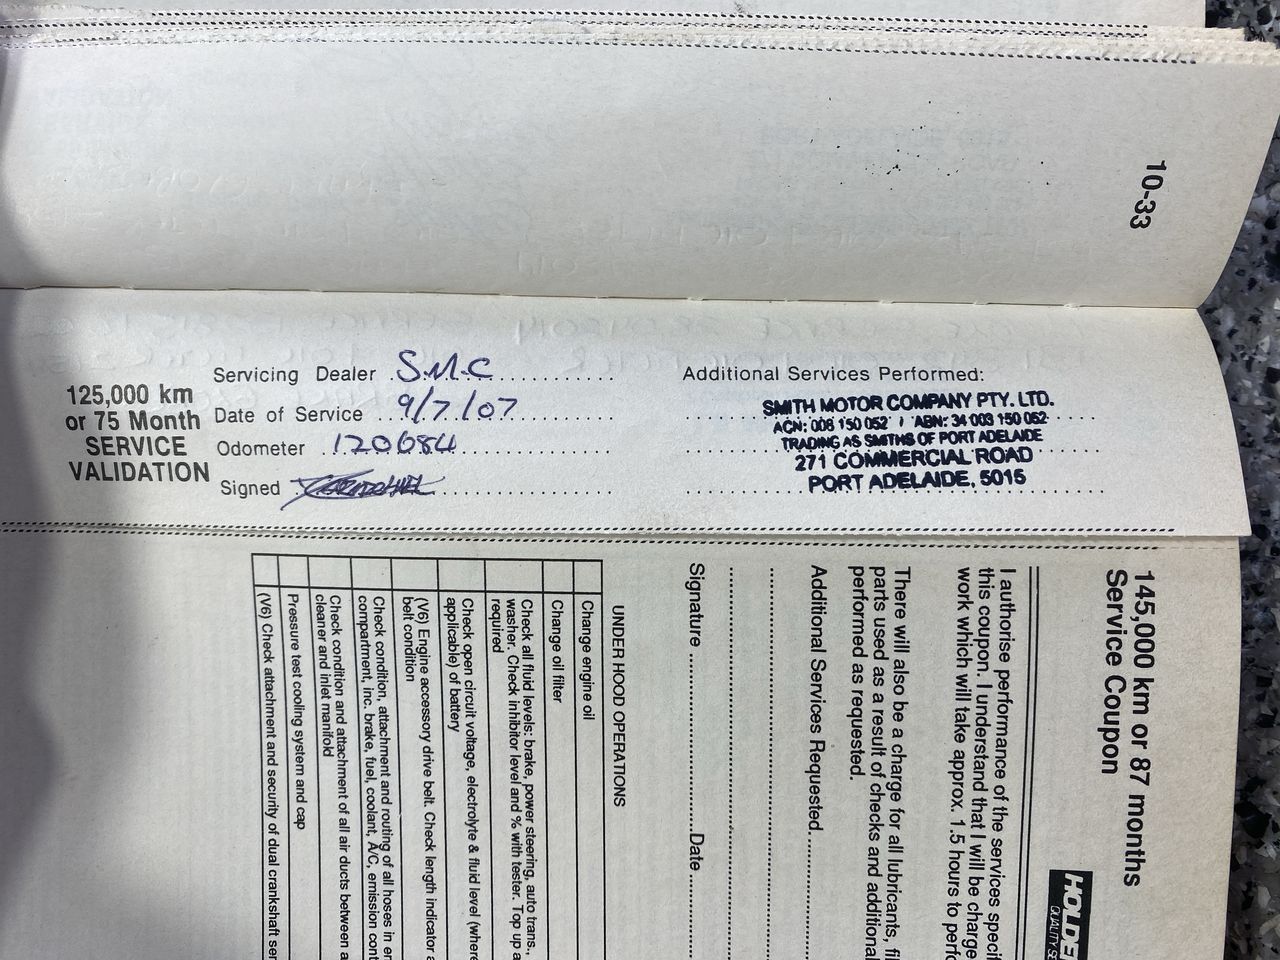 10-33
125,000 km
or 75 Month
SERVICE
VALIDATION
Servicing Dealer S.M.C
Date of Service 9/7/07
Odometer 120684
Signed
Additional Services Performed:
SMITH MOTOR COMPANY PTY. LTD.
ACN: 008 150 052 / ABN: 34 003 150 052
TRADING AS SMITHS OF PORT ADELAIDE
271 COMMERCIAL ROAD
PORT ADELAIDE, 5015
145,000 km or 87 months
Service Coupon
HOLDE
QUALITY SE
I authorise performance of the services specif
this coupon. I understand that I will be charge
work which will take approx. 1.5 hours to perfo
There will also be a charge for all lubricants, fil
parts used as a result of checks and additional
performed as requested.
Additional Services Requested
Signature Date
UNDER HOOD OPERATIONS
Change engine oil
Change oil filter
Check all fluid levels: brake, power steering, auto trans.,
washer. Check inhibitor level and % with tester. Top up a
required
Check open circuit voltage, electrolyte & fluid level (where
applicable) of battery
(V6) Engine accessory drive belt. Check length indicator a
belt condition
Check condition, attachment and routing of all hoses in en
compartment, inc. brake, fuel, coolant, A/C, emission cont
Check condition and attachment of all air ducts between a
cleaner and inlet manifold
Pressure test cooling system and cap
(V6) Check attachment and security of dual crankshaft ser